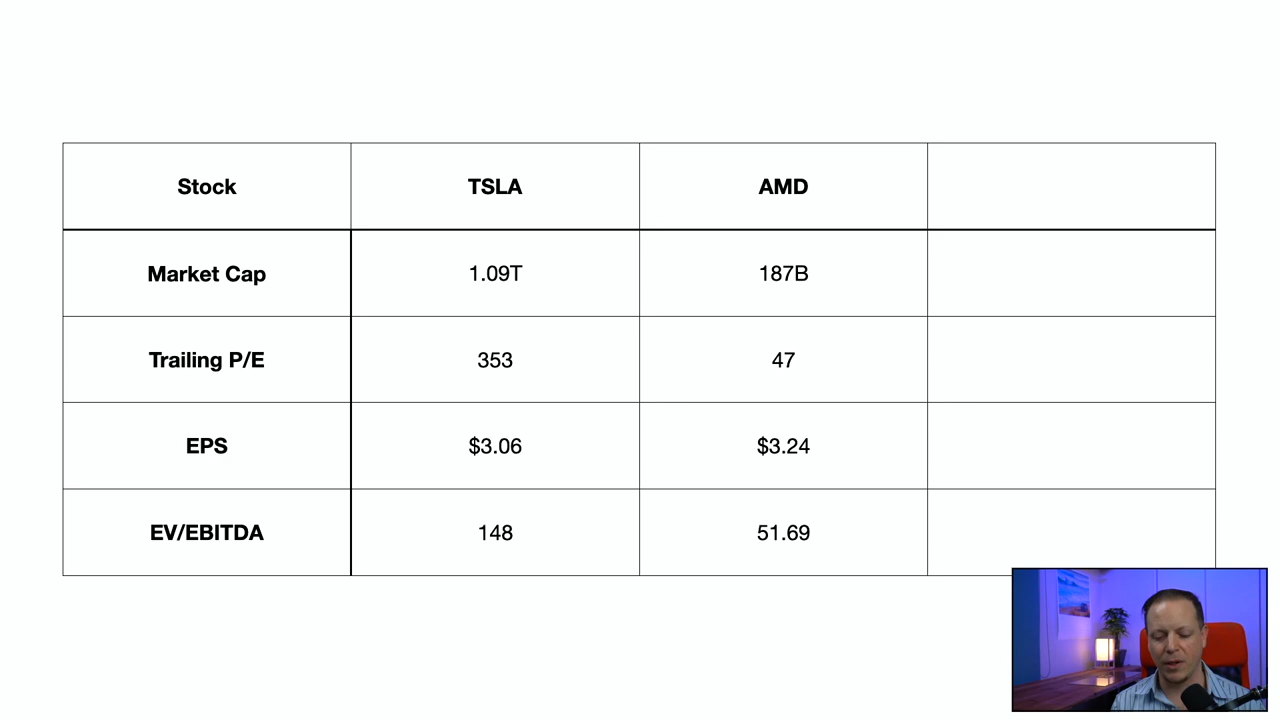 Stock TSLA AMD
Market Cap 1.09T 187B
Trailing P/E 353 47
EPS $3.06 $3.24
EV/EBITDA 148 51.69